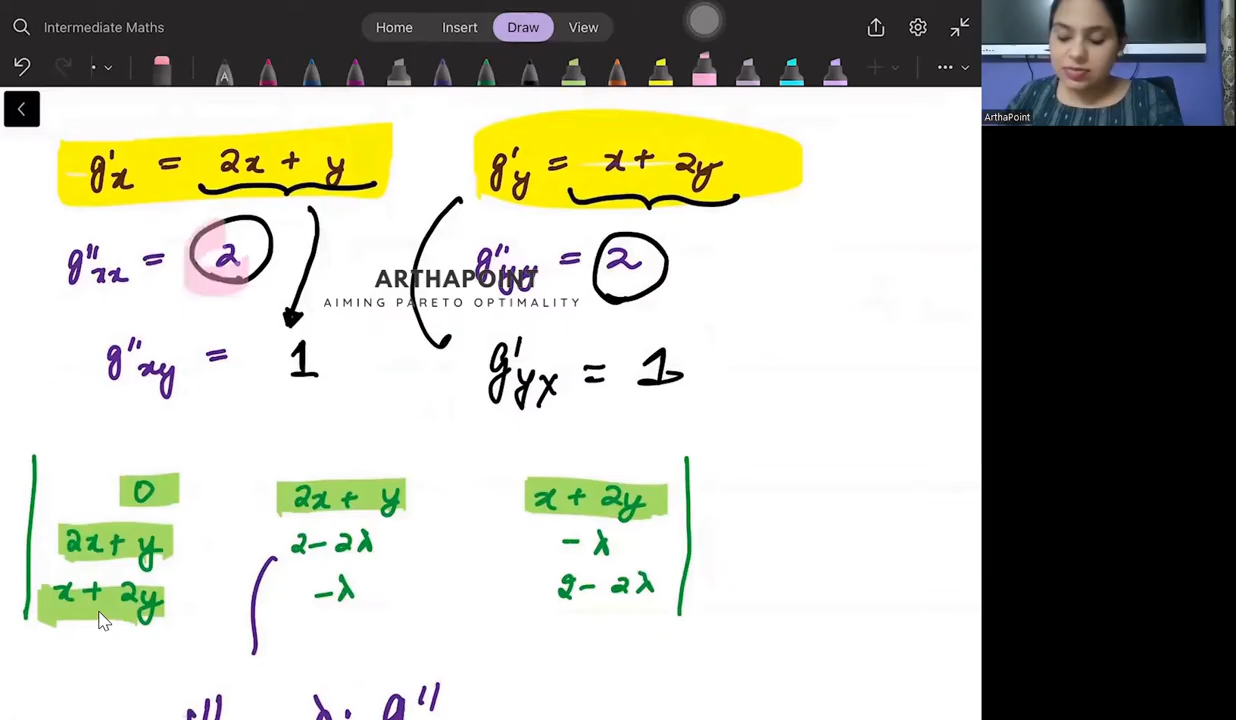 Intermediate Maths
Home Insert Draw View
ArthaPoint
g'x = 2x + y
g'y = x + 2y
g''xx = 2
g''yy = 2
ARTHAPOINT
AIMING PARETO OPTIMALITY
g''xy = 1
g'yx = 1
0 2x + y x + 2y
2x + y 2 - 2λ - λ
x + 2y - λ 2 - 2λ
λ. g''